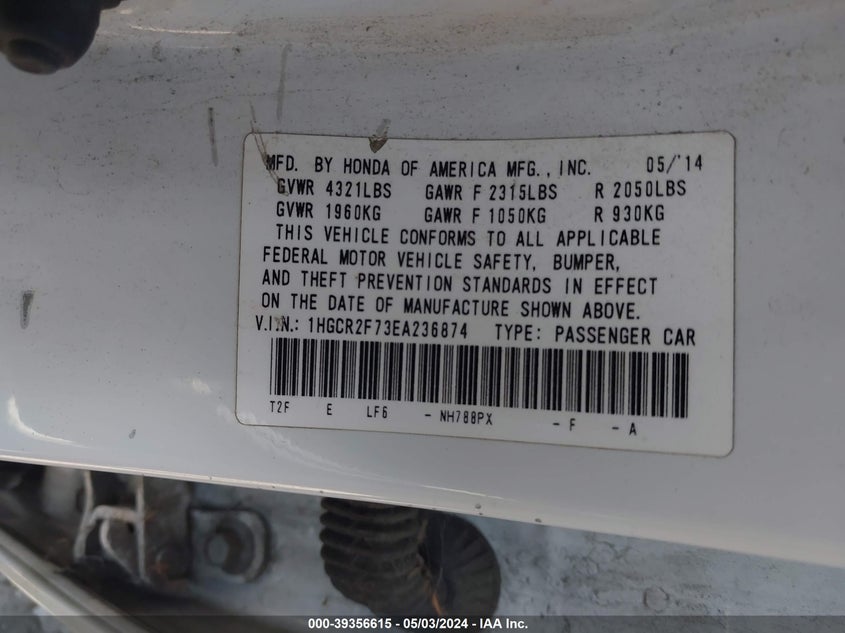 MFD. BY HONDA OF AMERICA MFG., INC. 05/'14
GVWR 4321LBS GAWR F 2315LBS R 2050LBS
GVWR 1960KG GAWR F 1050KG R 930KG
THIS VEHICLE CONFORMS TO ALL APPLICABLE
FEDERAL MOTOR VEHICLE SAFETY, BUMPER,
AND THEFT PREVENTION STANDARDS IN EFFECT
ON THE DATE OF MANUFACTURE SHOWN ABOVE.
V.I.N.: 1HGCR2F73EA236874 TYPE: PASSENGER CAR
T2F E LF6 - NH788PX - F - A
000-39356615 - 05/03/2024 - IAA Inc.